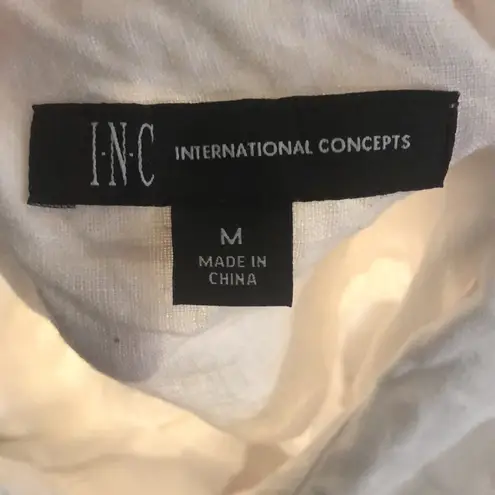 I·N·C INTERNATIONAL CONCEPTS
M
MADE IN
CHINA